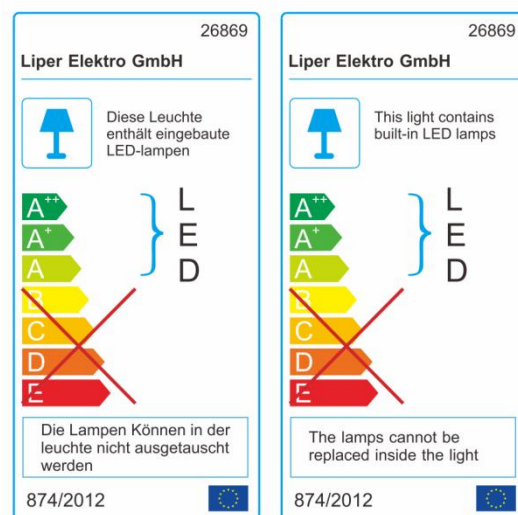 26869
Liper Elektro GmbH
Diese Leuchte
enthält eingebaute
LED-lampen
A++
A+
A
B
C
D
E
L
E
D
Die Lampen Können in der
leuchte nicht ausgetauscht
werden
874/2012
26869
Liper Elektro GmbH
This light contains
built-in LED lamps
A++
A+
A
B
C
D
E
L
E
D
The lamps cannot be
replaced inside the light
874/2012